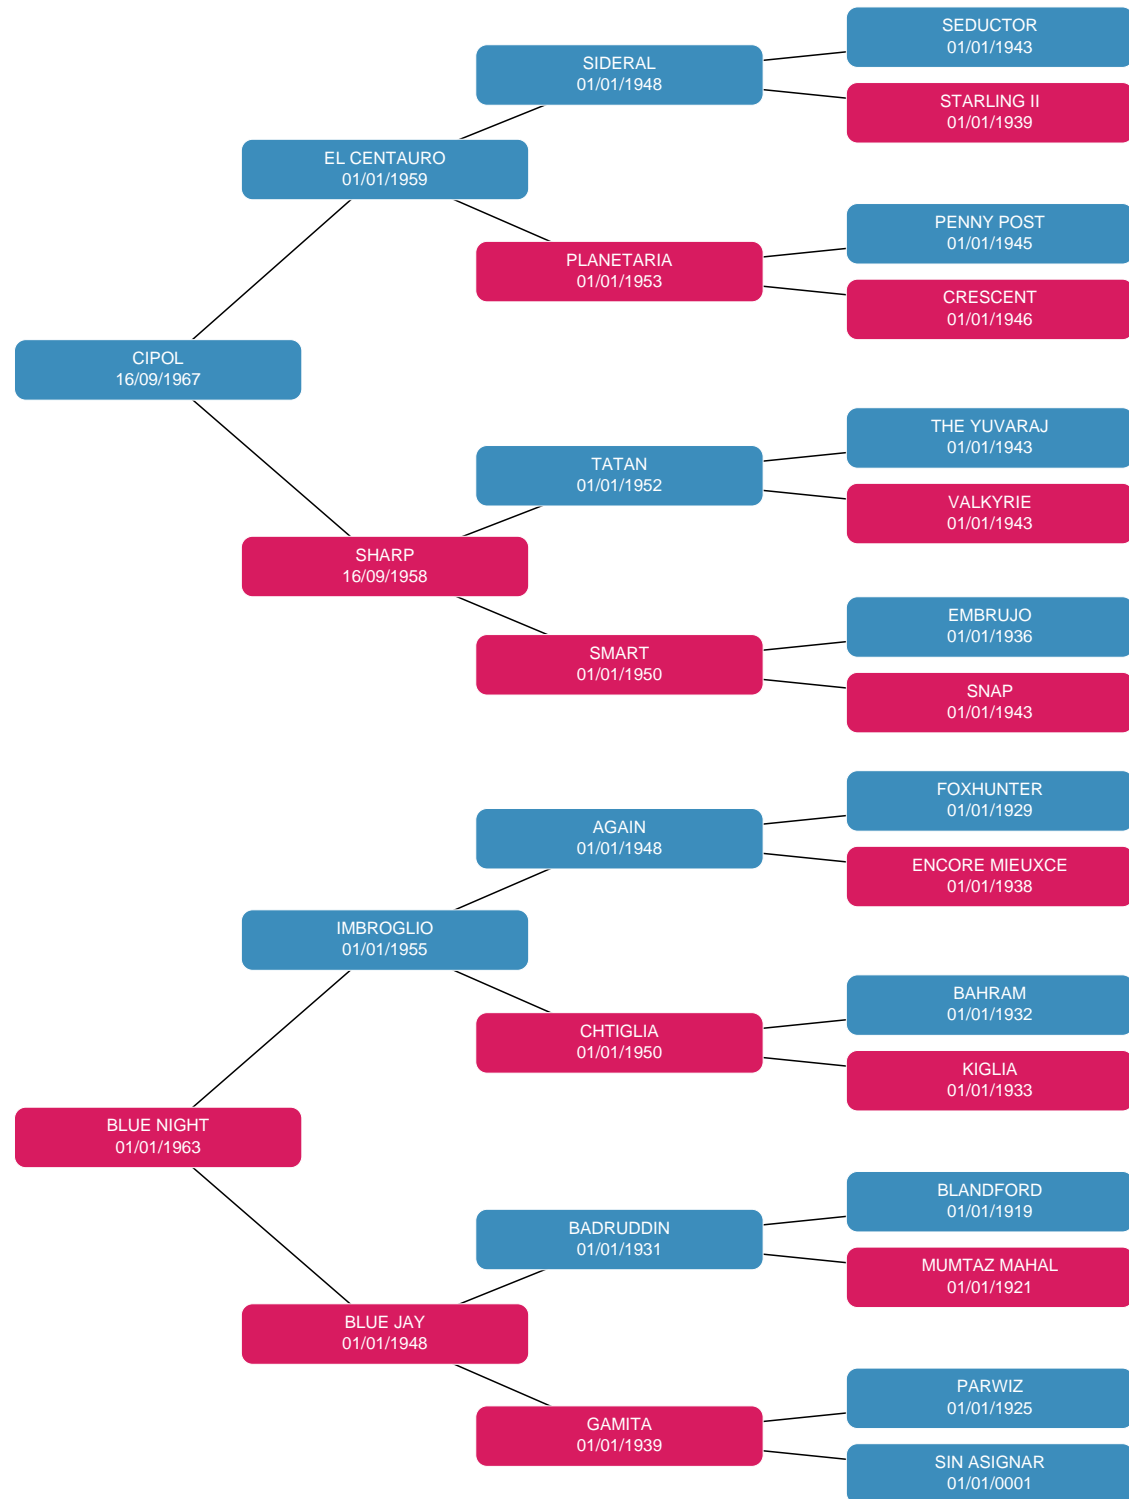 SEDUCTOR
01/01/1943
SIDERAL
01/01/1948
STARLING II
01/01/1939
EL CENTAURO
01/01/1959
PENNY POST
01/01/1945
PLANETARIA
01/01/1953
CRESCENT
01/01/1946
CIPOL
16/09/1967
THE YUVARAJ
01/01/1943
TATAN
01/01/1952
VALKYRIE
01/01/1943
SHARP
16/09/1958
EMBRUJO
01/01/1936
SMART
01/01/1950
SNAP
01/01/1943
FOXHUNTER
01/01/1929
AGAIN
01/01/1948
ENCORE MIEUXCE
01/01/1938
IMBROGLIO
01/01/1955
BAHRAM
01/01/1932
CHTIGLIA
01/01/1950
KIGLIA
01/01/1933
BLUE NIGHT
01/01/1963
BLANDFORD
01/01/1919
BADRUDDIN
01/01/1931
MUMTAZ MAHAL
01/01/1921
BLUE JAY
01/01/1948
PARWIZ
01/01/1925
GAMITA
01/01/1939
SIN ASIGNAR
01/01/0001